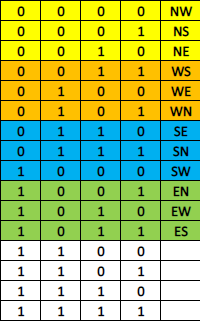 0 0 0 0 NW
0 0 0 1 NS
0 0 1 0 NE
0 0 1 1 WS
0 1 0 0 WE
0 1 0 1 WN
0 1 1 0 SE
0 1 1 1 SN
1 0 0 0 SW
1 0 0 1 EN
1 0 1 0 EW
1 0 1 1 ES
1 1 0 0
1 1 0 1
1 1 1 0
1 1 1 1